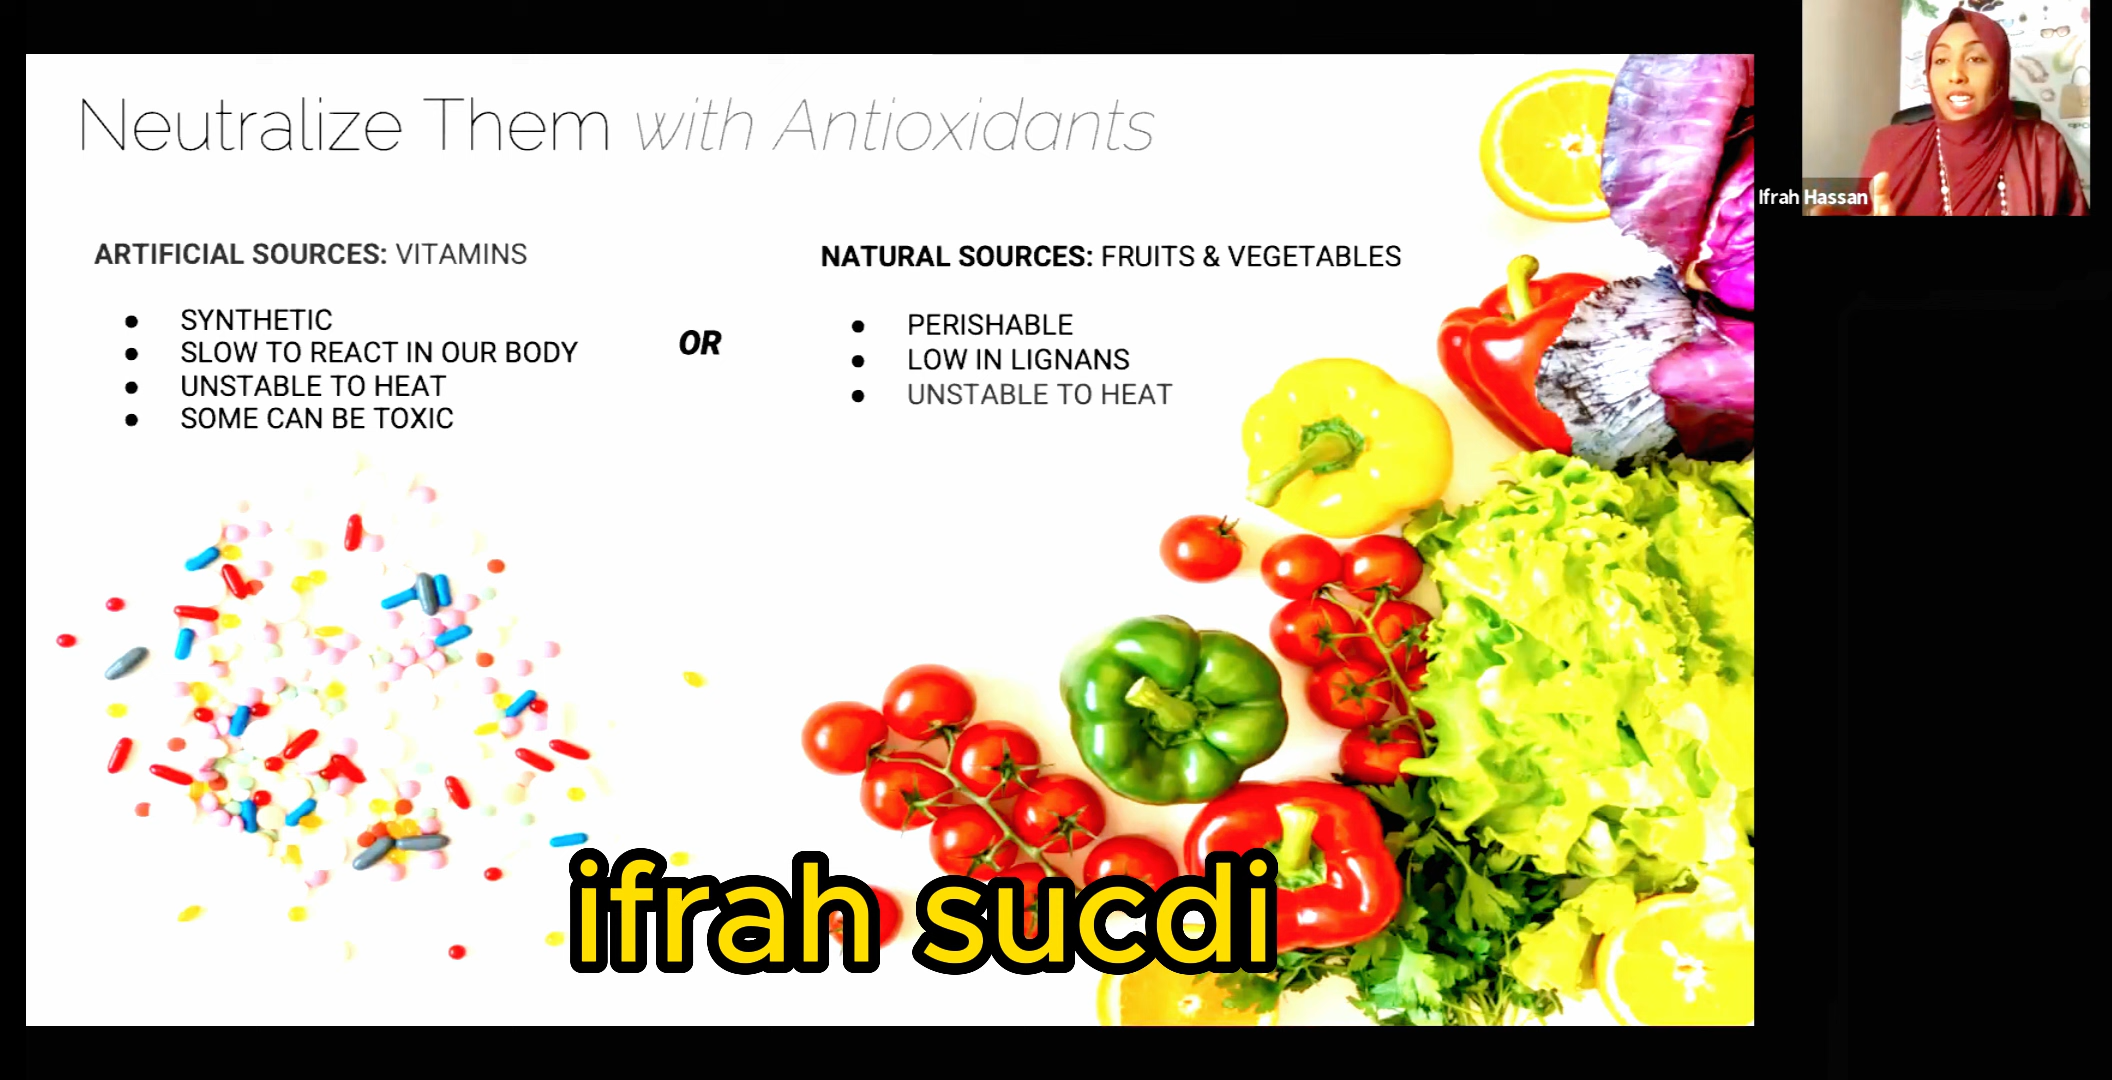 Neutralize Them with Antioxidants
ARTIFICIAL SOURCES: VITAMINS
SYNTHETIC
SLOW TO REACT IN OUR BODY
UNSTABLE TO HEAT
SOME CAN BE TOXIC
OR
NATURAL SOURCES: FRUITS & VEGETABLES
PERISHABLE
LOW IN LIGNANS
UNSTABLE TO HEAT
Ifrah Hassan
ifrah sucdi